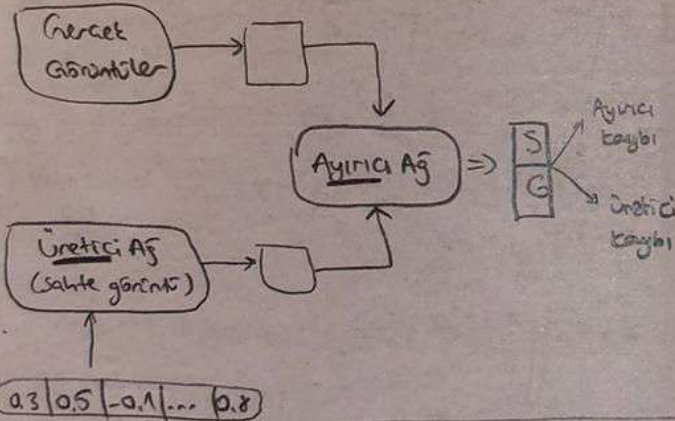 Gerçek
Görüntüler
Ayırıcı Ağ
S
G
Ayırıcı
kaybı
Üretici
kaybı
Üretici Ağ
(sahte görüntü)
0.3 | 0.5 | -0.1 | ... | 0.8